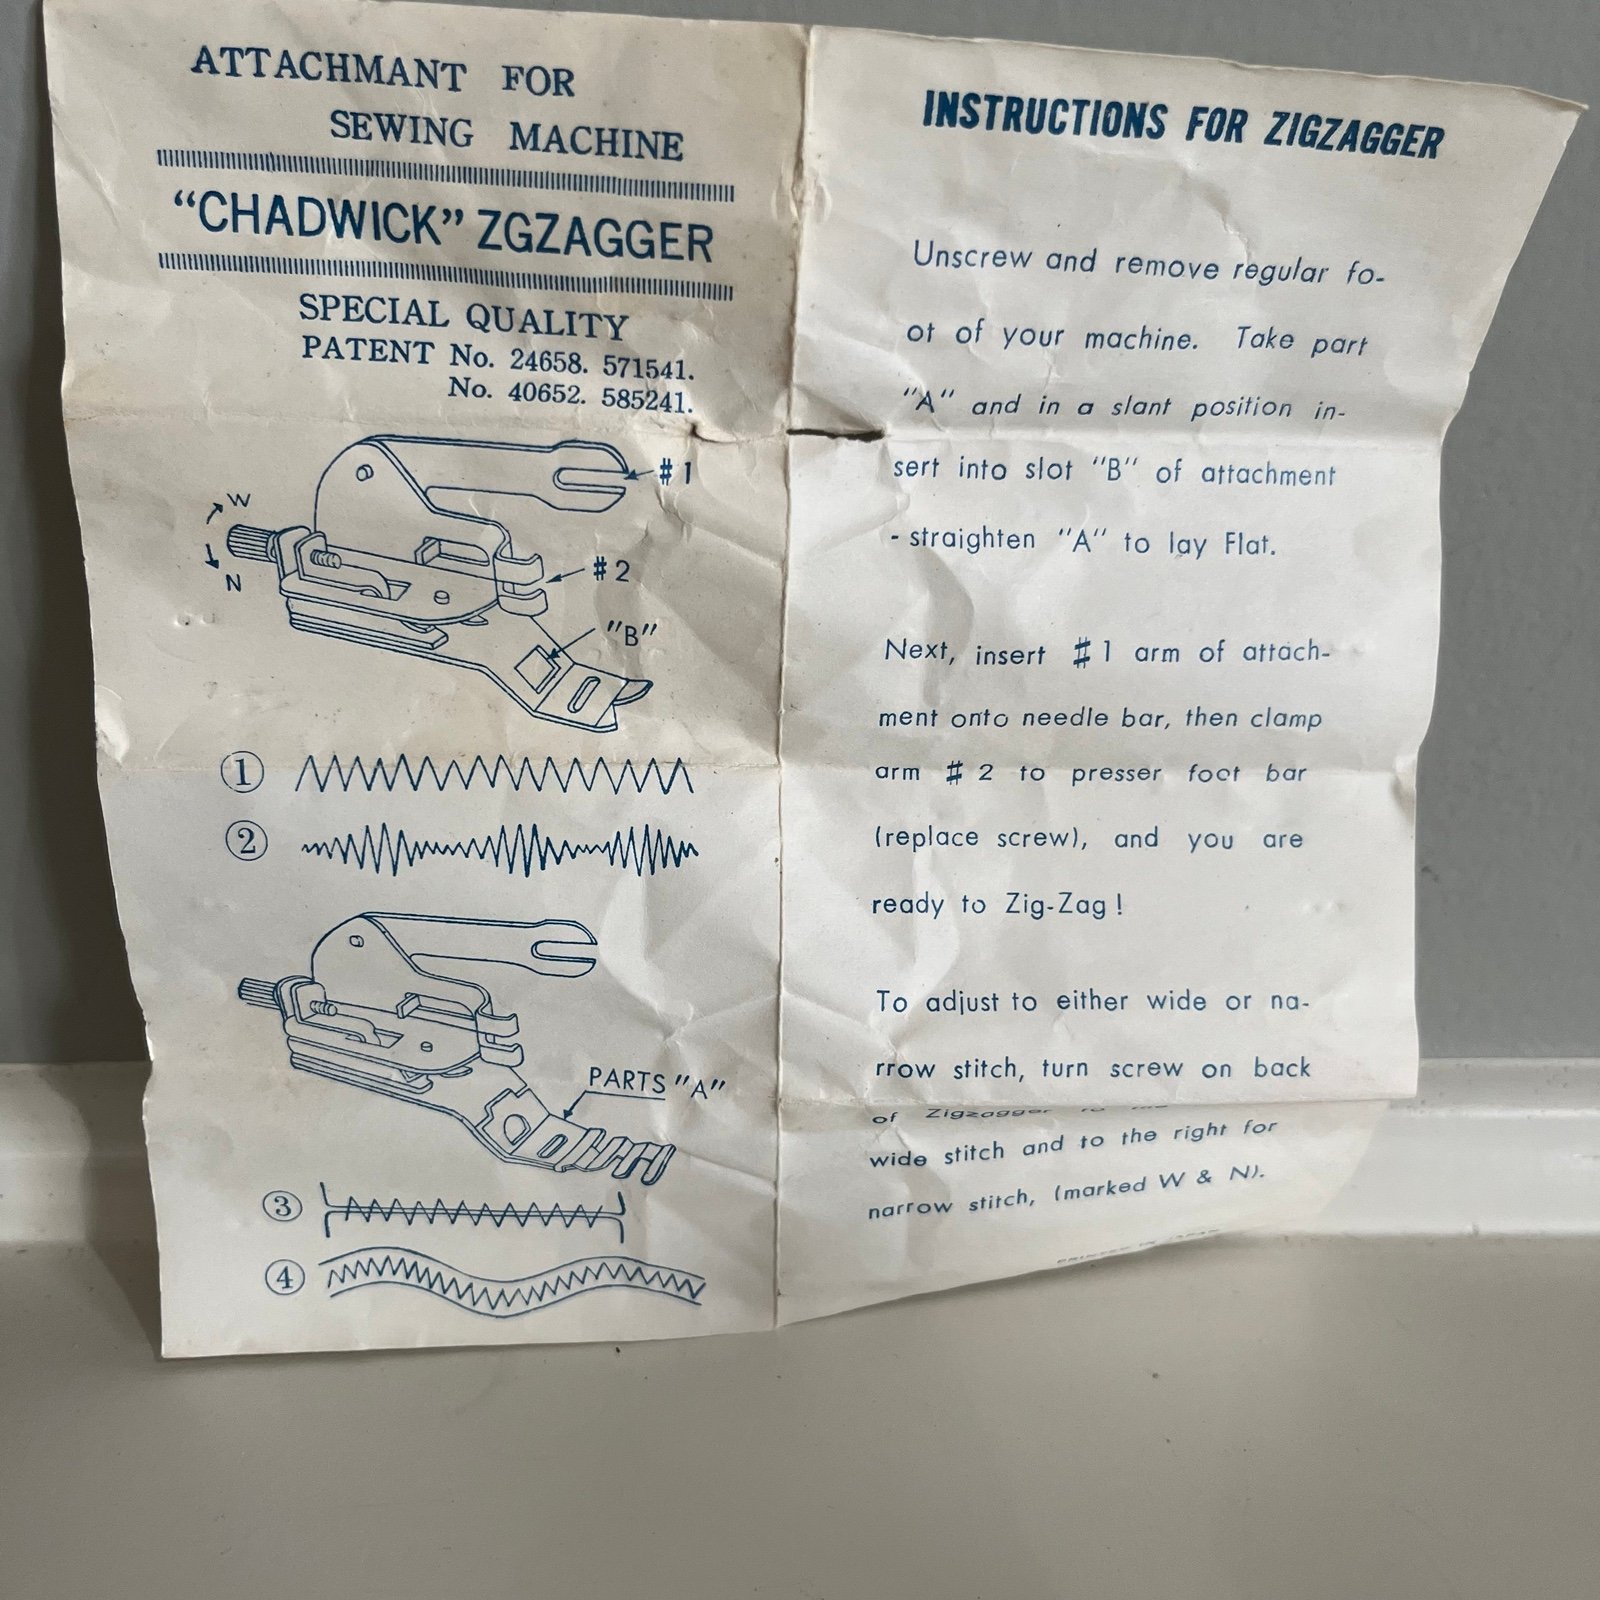 ATTACHMANT FOR
SEWING MACHINE
"CHADWICK" ZGZAGGER
SPECIAL QUALITY
PATENT No. 24658. 571541.
No. 40652. 585241.
#1
W
N
#2
"B"
①
②
PARTS "A"
③
④
INSTRUCTIONS FOR ZIGZAGGER
Unscrew and remove regular fo-
ot of your machine. Take part
"A" and in a slant position in-
sert into slot "B" of attachment
- straighten "A" to lay Flat.
Next, insert #1 arm of attach-
ment onto needle bar, then clamp
arm #2 to presser foot bar
(replace screw), and you are
ready to Zig-Zag!
To adjust to either wide or na-
rrow stitch, turn screw on back
of Zigzagger
wide stitch and to the right for
narrow stitch, (marked W & N).
PRINTED IN JAPAN